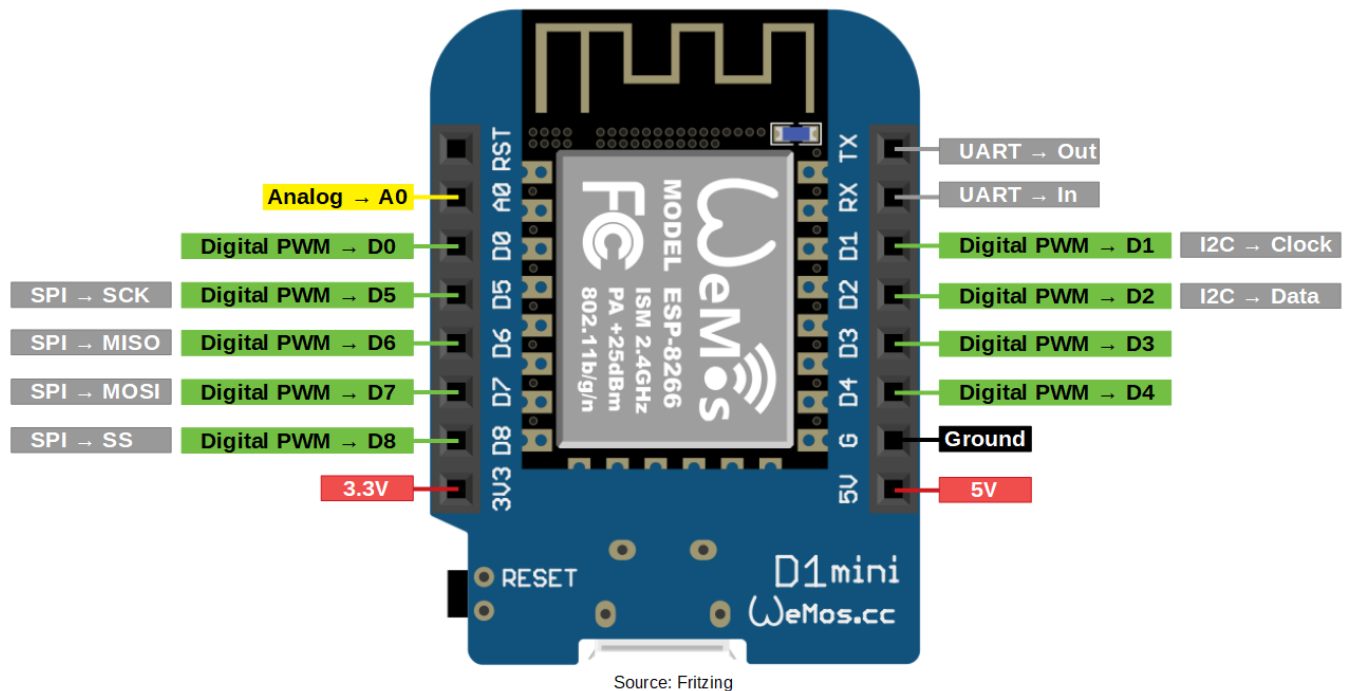 RST
Analog → A0
A0
Digital PWM → D0
D0
SPI → SCK
Digital PWM → D5
D5
SPI → MISO
Digital PWM → D6
D6
SPI → MOSI
Digital PWM → D7
D7
SPI → SS
Digital PWM → D8
D8
3.3V
3V3
WeMos
MODEL ESP-8266
ISM 2.4GHz
PA +25dBm
802.11b/g/n
FC
TX
UART → Out
RX
UART → In
D1
Digital PWM → D1
I2C → Clock
D2
Digital PWM → D2
I2C → Data
D3
Digital PWM → D3
D4
Digital PWM → D4
G
Ground
5V
5V
RESET
D1mini
WeMos.cc
Source: Fritzing